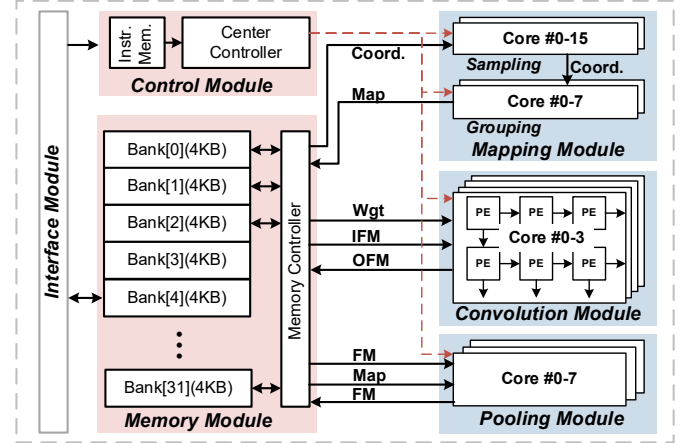 Interface Module
Instr.
Mem.
Center
Controller
Control Module
Bank[0](4KB)
Bank[1](4KB)
Bank[2](4KB)
Bank[3](4KB)
Bank[4](4KB)
Bank[31](4KB)
Memory Module
Memory Controller
Coord.
Map
Wgt
IFM
OFM
FM
Map
FM
Core #0-15
Sampling
Coord.
Core #0-7
Grouping
Mapping Module
PE PE PE
Core #0-3
PE PE PE
Convolution Module
Core #0-7
Pooling Module